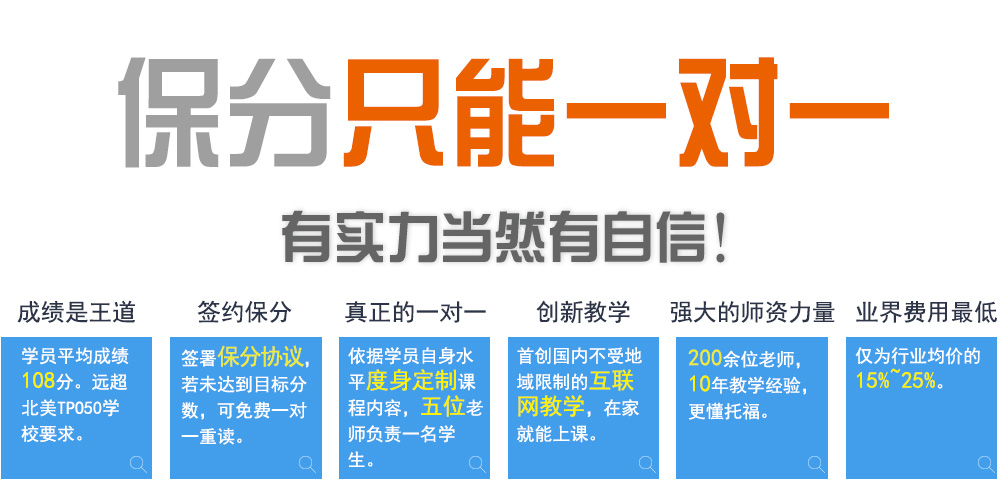 保分只能一对一
有实力当然有自信！
成绩是王道
学员平均成绩
108分。远超
北美TPO50学
校要求。
签约保分
签署保分协议，
若未达到目标分
数，可免费一对
一重读。
真正的一对一
依据学员自身水
平度身定制课
程内容，五位老
师负责一名学
生。
创新教学
首创国内不受地
域限制的互联
网教学，在家
就能上课。
强大的师资力量
200余位老师，
10年教学经验，
更懂托福。
业界费用最低
仅为行业均价的
15%~25%。